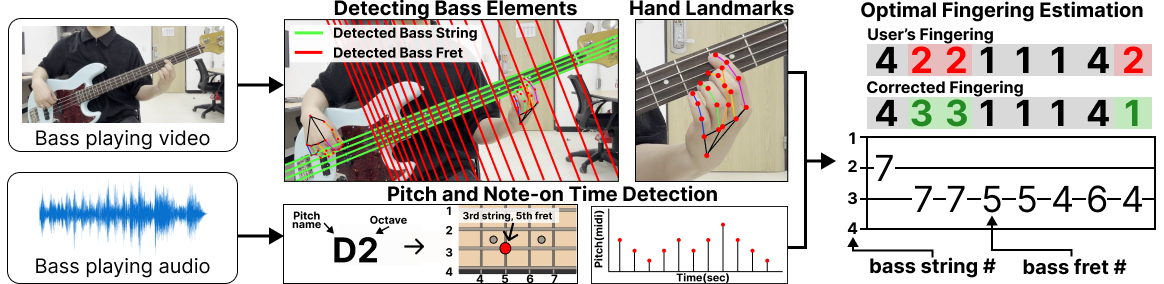 Bass playing video
Bass playing audio
Detecting Bass Elements
Detected Bass String
Detected Bass Fret
Hand Landmarks
Pitch and Note-on Time Detection
Pitch name
Octave
D2
3rd string, 5th fret
1
2
3
4
4 5 6 7
Pitch(midi)
Time(sec)
Optimal Fingering Estimation
User's Fingering
4 2 2 1 1 1 4 2
Corrected Fingering
4 3 3 1 1 1 4 1
1
2
3
4
7
7 7 5 5 4 6 4
bass string #
bass fret #